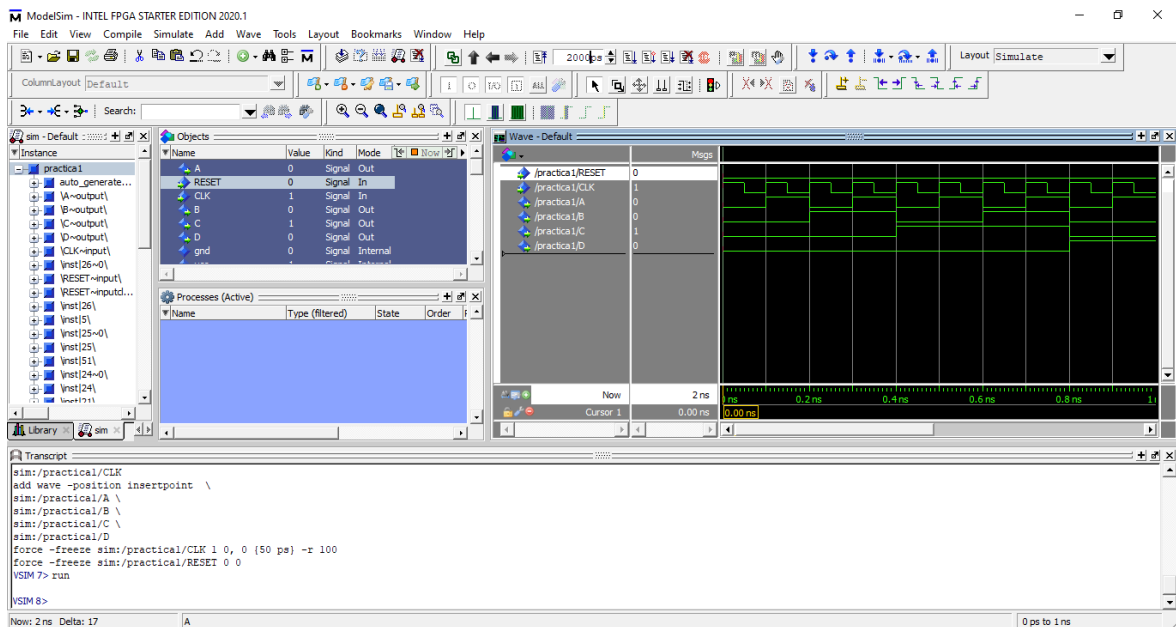 ModelSim - INTEL FPGA STARTER EDITION 2020.1
File Edit View Compile Simulate Add Wave Tools Layout Bookmarks Window Help
2000ps
Layout Simulate
ColumnLayout Default
ALL
Search:
sim - Default
Instance
practica1
auto_generate...
\A~output\
\B~output\
\C~output\
\D~output\
\CLK~input\
\inst|26~0\
\RESET~input\
\RESET~inputcl...
\inst|26\
\inst|5\
\inst|25~0\
\inst|25\
\inst|51\
\inst|24~0\
\inst|24\
\inst|21\
Library
sim
Objects
Name Value Kind Mode Now
A 0 Signal Out
RESET 0 Signal In
CLK 1 Signal In
B 0 Signal Out
C 1 Signal Out
D 0 Signal Out
gnd 0 Signal Internal
Processes (Active)
Name Type (filtered) State Order
Wave - Default
Msgs
/practica1/RESET 0
/practica1/CLK 1
/practica1/A 0
/practica1/B 0
/practica1/C 1
/practica1/D 0
Now 2 ns
ns 0.2 ns 0.4 ns 0.6 ns 0.8 ns
Cursor 1 0.00 ns
0.00 ns
Transcript
sim:/practica1/CLK
add wave -position insertpoint \
sim:/practica1/A \
sim:/practica1/B \
sim:/practica1/C \
sim:/practica1/D
force -freeze sim:/practica1/CLK 1 0, 0 {50 ps} -r 100
force -freeze sim:/practica1/RESET 0 0
VSIM 7> run
VSIM 8>
Now: 2 ns Delta: 17
A
0 ps to 1 ns